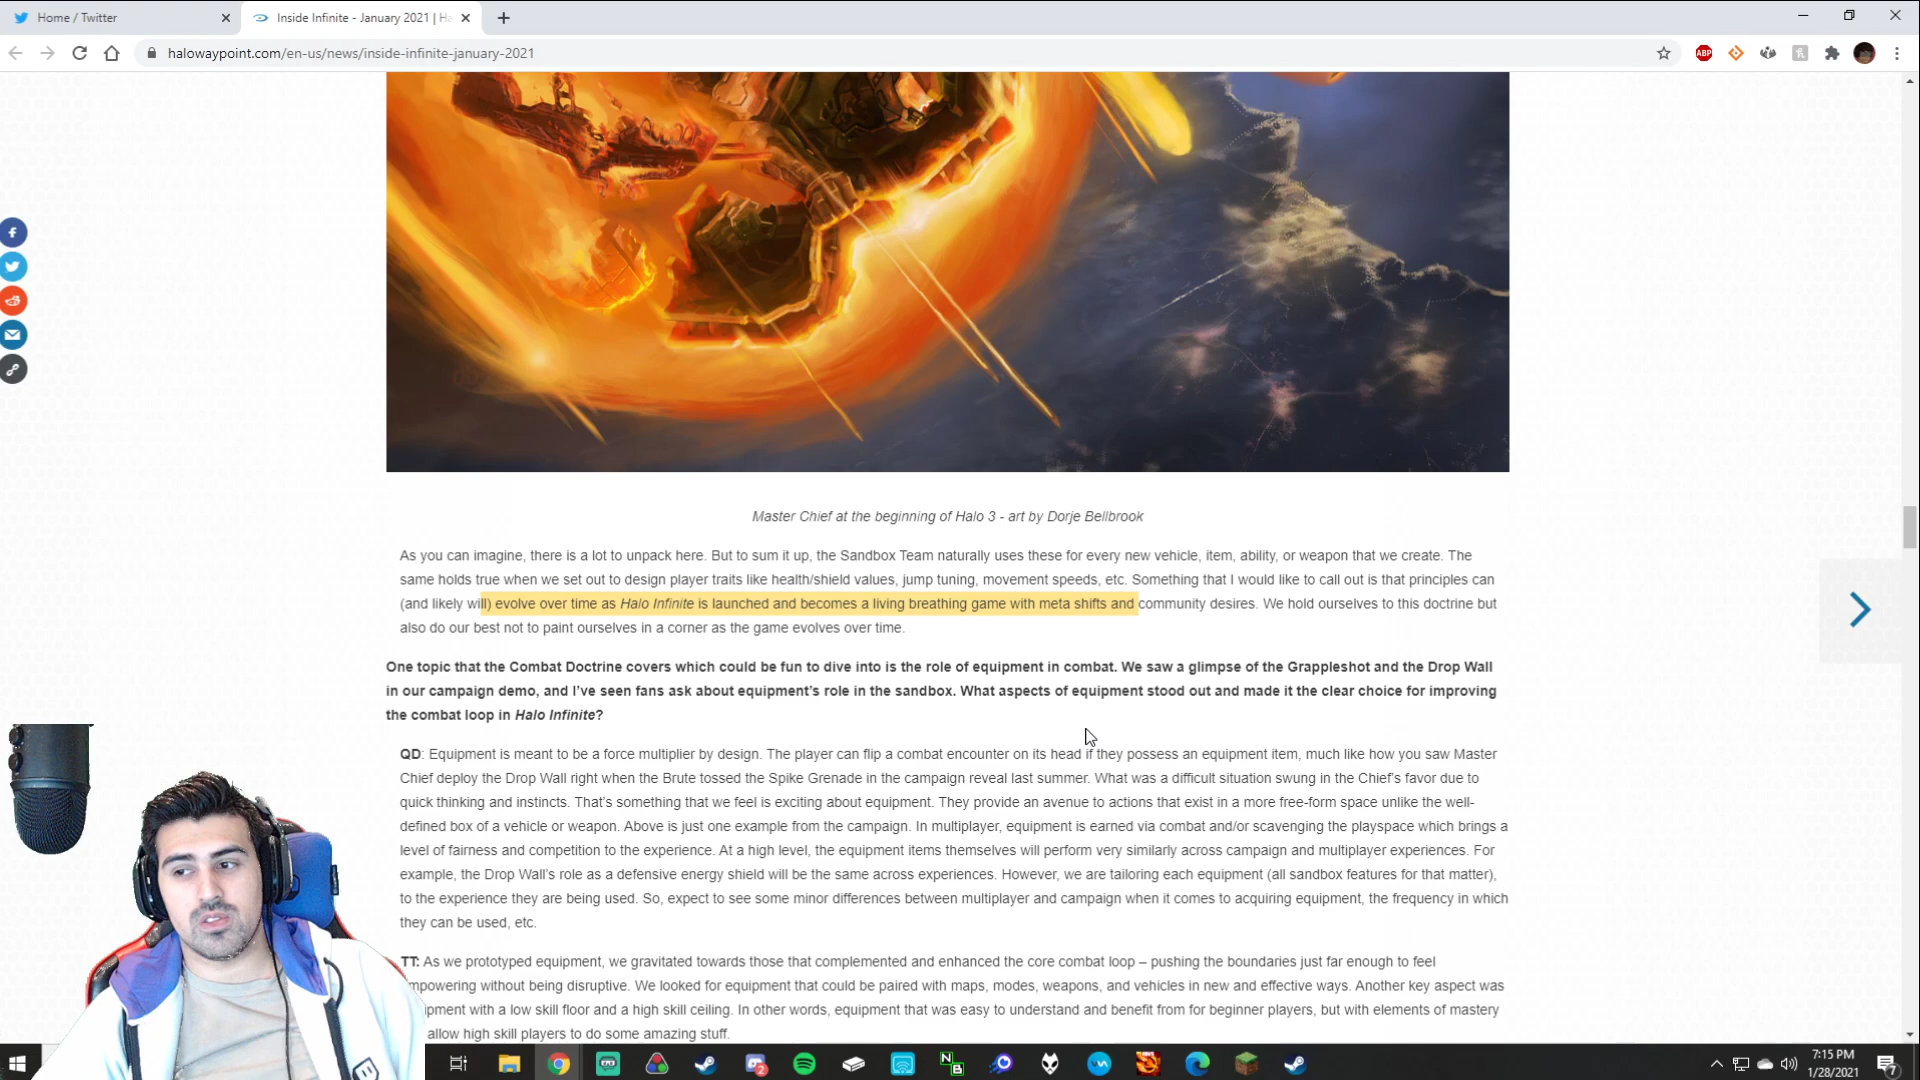 Home / Twitter
Inside Infinite - January 2021 | Ha
halowaypoint.com/en-us/news/inside-infinite-january-2021
ABP
Master Chief at the beginning of Halo 3 - art by Dorje Bellbrook
As you can imagine, there is a lot to unpack here. But to sum it up, the Sandbox Team naturally uses these for every new vehicle, item, ability, or weapon that we create. The
same holds true when we set out to design player traits like health/shield values, jump tuning, movement speeds, etc. Something that I would like to call out is that principles can
(and likely will) evolve over time as Halo Infinite is launched and becomes a living breathing game with meta shifts and community desires. We hold ourselves to this doctrine but
also do our best not to paint ourselves in a corner as the game evolves over time.
One topic that the Combat Doctrine covers which could be fun to dive into is the role of equipment in combat. We saw a glimpse of the Grappleshot and the Drop Wall
in our campaign demo, and I've seen fans ask about equipment's role in the sandbox. What aspects of equipment stood out and made it the clear choice for improving
the combat loop in Halo Infinite?
QD: Equipment is meant to be a force multiplier by design. The player can flip a combat encounter on its head if they possess an equipment item, much like how you saw Master
Chief deploy the Drop Wall right when the Brute tossed the Spike Grenade in the campaign reveal last summer. What was a difficult situation swung in the Chief's favor due to
quick thinking and instincts. That's something that we feel is exciting about equipment. They provide an avenue to actions that exist in a more free-form space unlike the well-
defined box of a vehicle or weapon. Above is just one example from the campaign. In multiplayer, equipment is earned via combat and/or scavenging the playspace which brings a
level of fairness and competition to the experience. At a high level, the equipment items themselves will perform very similarly across campaign and multiplayer experiences. For
example, the Drop Wall's role as a defensive energy shield will be the same across experiences. However, we are tailoring each equipment (all sandbox features for that matter),
to the experience they are being used. So, expect to see some minor differences between multiplayer and campaign when it comes to acquiring equipment, the frequency in which
they can be used, etc.
TT: As we prototyped equipment, we gravitated towards those that complemented and enhanced the core combat loop – pushing the boundaries just far enough to feel
mpowering without being disruptive. We looked for equipment that could be paired with maps, modes, weapons, and vehicles in new and effective ways. Another key aspect was
ipment with a low skill floor and a high skill ceiling. In other words, equipment that was easy to understand and benefit from for beginner players, but with elements of mastery
allow high skill players to do some amazing stuff.
2
N
B
7:15 PM
1/28/2021
7